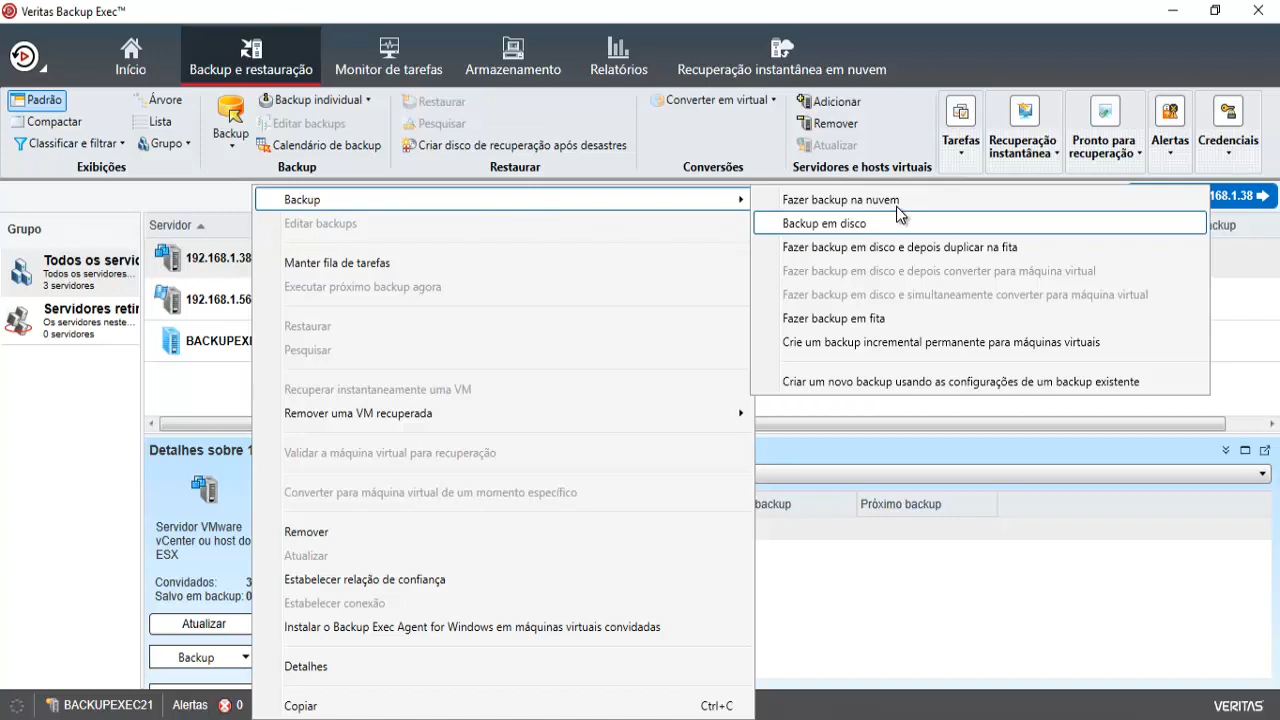 Veritas Backup Exec™
Início
Backup e restauração
Monitor de tarefas
Armazenamento
Relatórios
Recuperação instantânea em nuvem
Padrão
Compactar
Classificar e filtrar
Árvore
Lista
Grupo
Exibições
Backup
Backup individual
Editar backups
Calendário de backup
Backup
Restaurar
Pesquisar
Criar disco de recuperação após desastres
Restaurar
Converter em virtual
Conversões
Adicionar
Remover
Atualizar
Servidores e hosts virtuais
Tarefas
Recuperação
instantânea
Pronto para
recuperação
Alertas
Credenciais
168.1.38
Grupo
Todos os servic
Todos os servidores...
3 servidores
Servidores reti
Os servidores neste...
0 servidores
Servidor
192.168.1.38
192.168.1.56
BACKUPEX
ckup
Backup
Editar backups
Manter fila de tarefas
Executar próximo backup agora
Restaurar
Pesquisar
Recuperar instantaneamente uma VM
Remover uma VM recuperada
Validar a máquina virtual para recuperação
Converter para máquina virtual de um momento específico
Remover
Atualizar
Estabelecer relação de confiança
Estabelecer conexão
Instalar o Backup Exec Agent for Windows em máquinas virtuais convidadas
Detalhes
Copiar Ctrl+C
Fazer backup na nuvem
Backup em disco
Fazer backup em disco e depois duplicar na fita
Fazer backup em disco e depois converter para máquina virtual
Fazer backup em disco e simultaneamente converter para máquina virtual
Fazer backup em fita
Crie um backup incremental permanente para máquinas virtuais
Criar um novo backup usando as configurações de um backup existente
Detalhes sobre 1
Servidor VMware
vCenter ou host do
ESX
Convidados: 3
Salvo em backup: 0
Atualizar
Backup
backup
Próximo backup
BACKUPEXEC21
Alertas
0
VERITAS